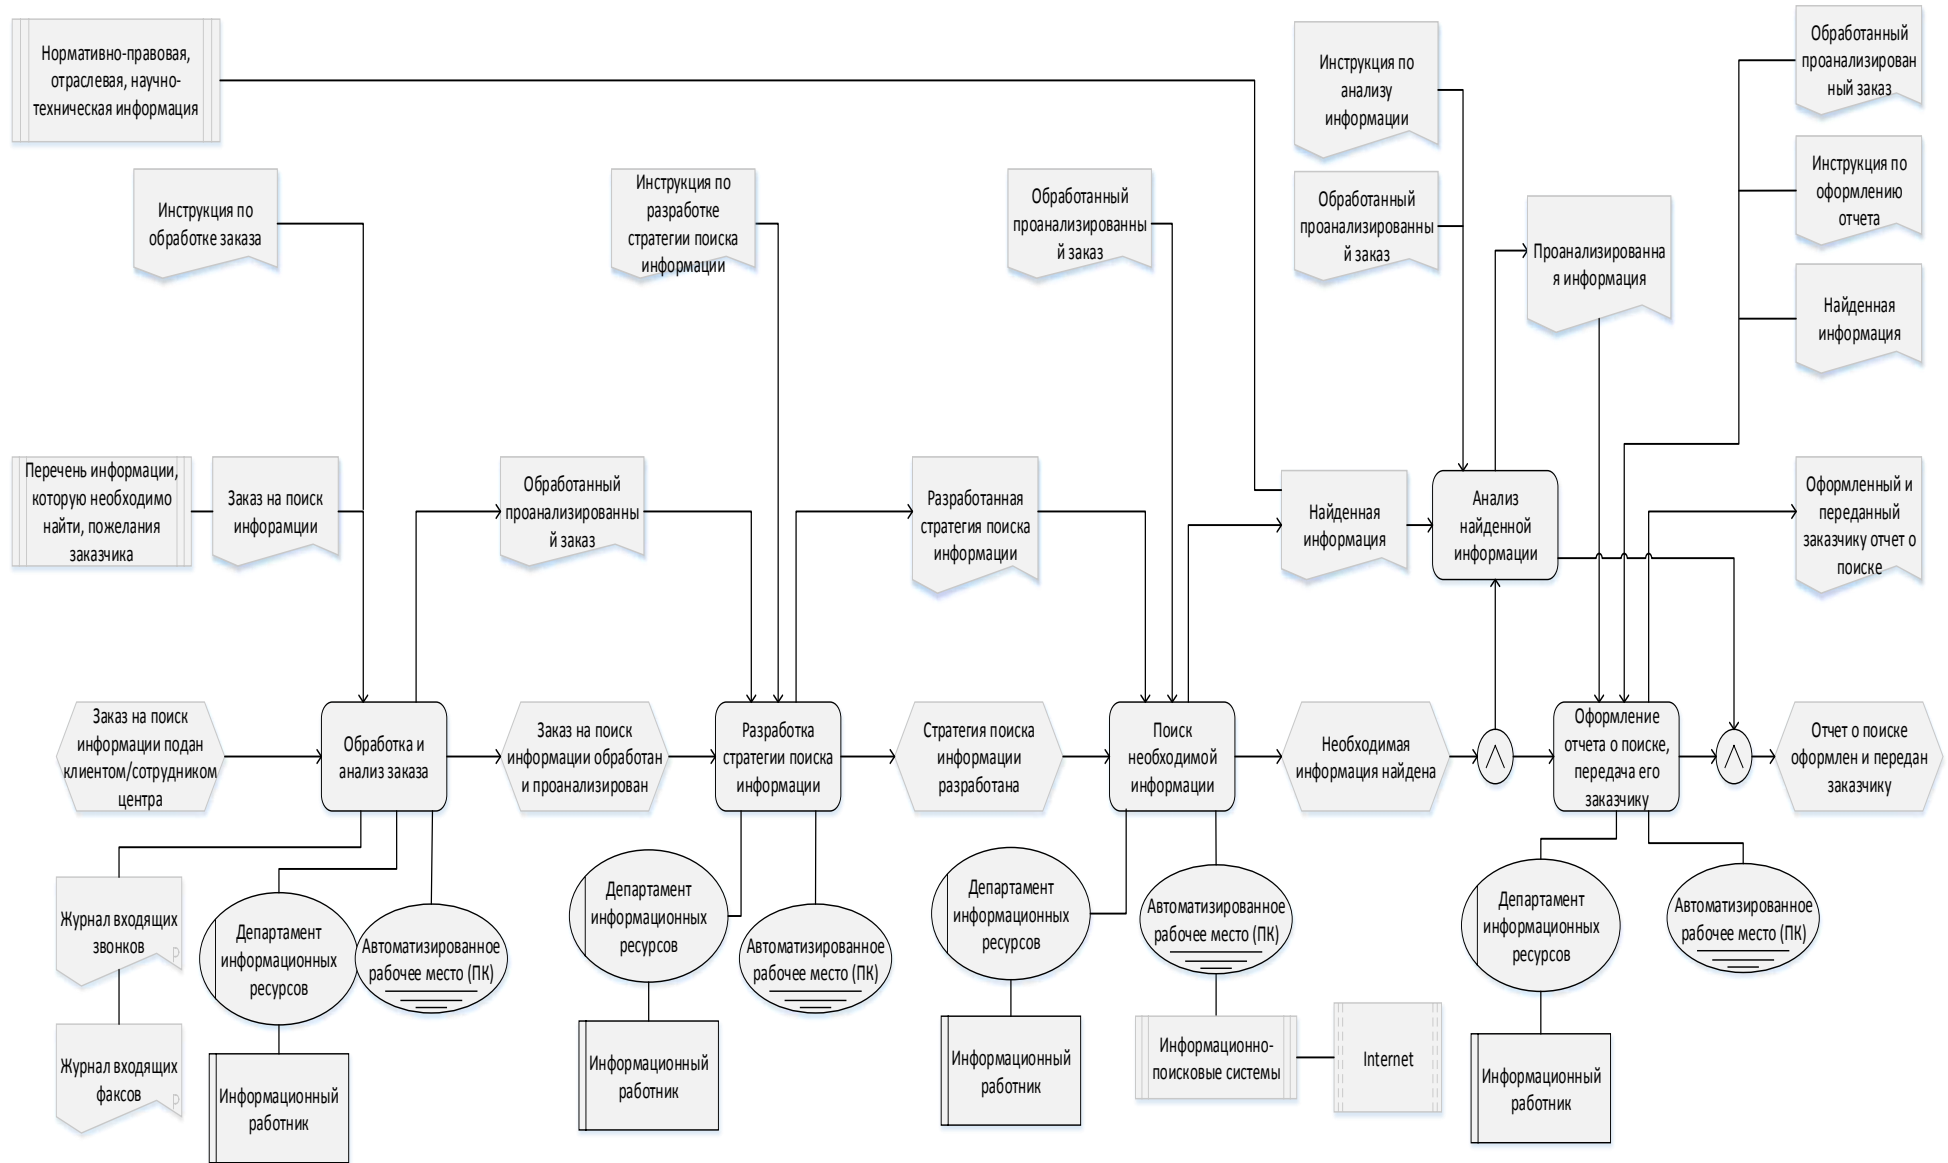 Нормативно-правовая,
отраслевая, научно-
техническая информация
Инструкция по
анализу
информации
Обработанный
проанализирован
ный заказ
Инструкция по
обработке заказа
Инструкция по
разработке
стратегии поиска
информации
Обработанный
проанализированны
й заказ
Обработанный
проанализированны
й заказ
Проанализированна
я информация
Инструкция по
оформлению
отчета
Найденная
информация
Перечень информации,
которую необходимо
найти, пожелания
заказчика
Заказ на поиск
инфорамции
Обработанный
проанализированны
й заказ
Разработанная
стратегия поиска
информации
Найденная
информация
Анализ
найденной
информации
Оформленный и
переданный
заказчику отчет о
поиске
Заказ на поиск
информации подан
клиентом/сотрудником
центра
Обработка и
анализ заказа
Заказ на поиск
информации обработан
и проанализирован
Разработка
стратегии поиска
информации
Стратегия поиска
информации
разработана
Поиск
необходимой
информации
Необходимая
информация найдена
Оформление
отчета о поиске,
передача его
заказчику
Отчет о поиске
оформлен и передан
заказчику
Журнал входящих
звонков
Департамент
информационных
ресурсов
Автоматизированное
рабочее место (ПК)
Департамент
информационных
ресурсов
Автоматизированное
рабочее место (ПК)
Департамент
информационных
ресурсов
Автоматизированное
рабочее место (ПК)
Департамент
информационных
ресурсов
Автоматизированное
рабочее место (ПК)
Журнал входящих
факсов
Информационный
работник
Информационный
работник
Информационный
работник
Информационно-
поисковые системы
Internet
Информационный
работник